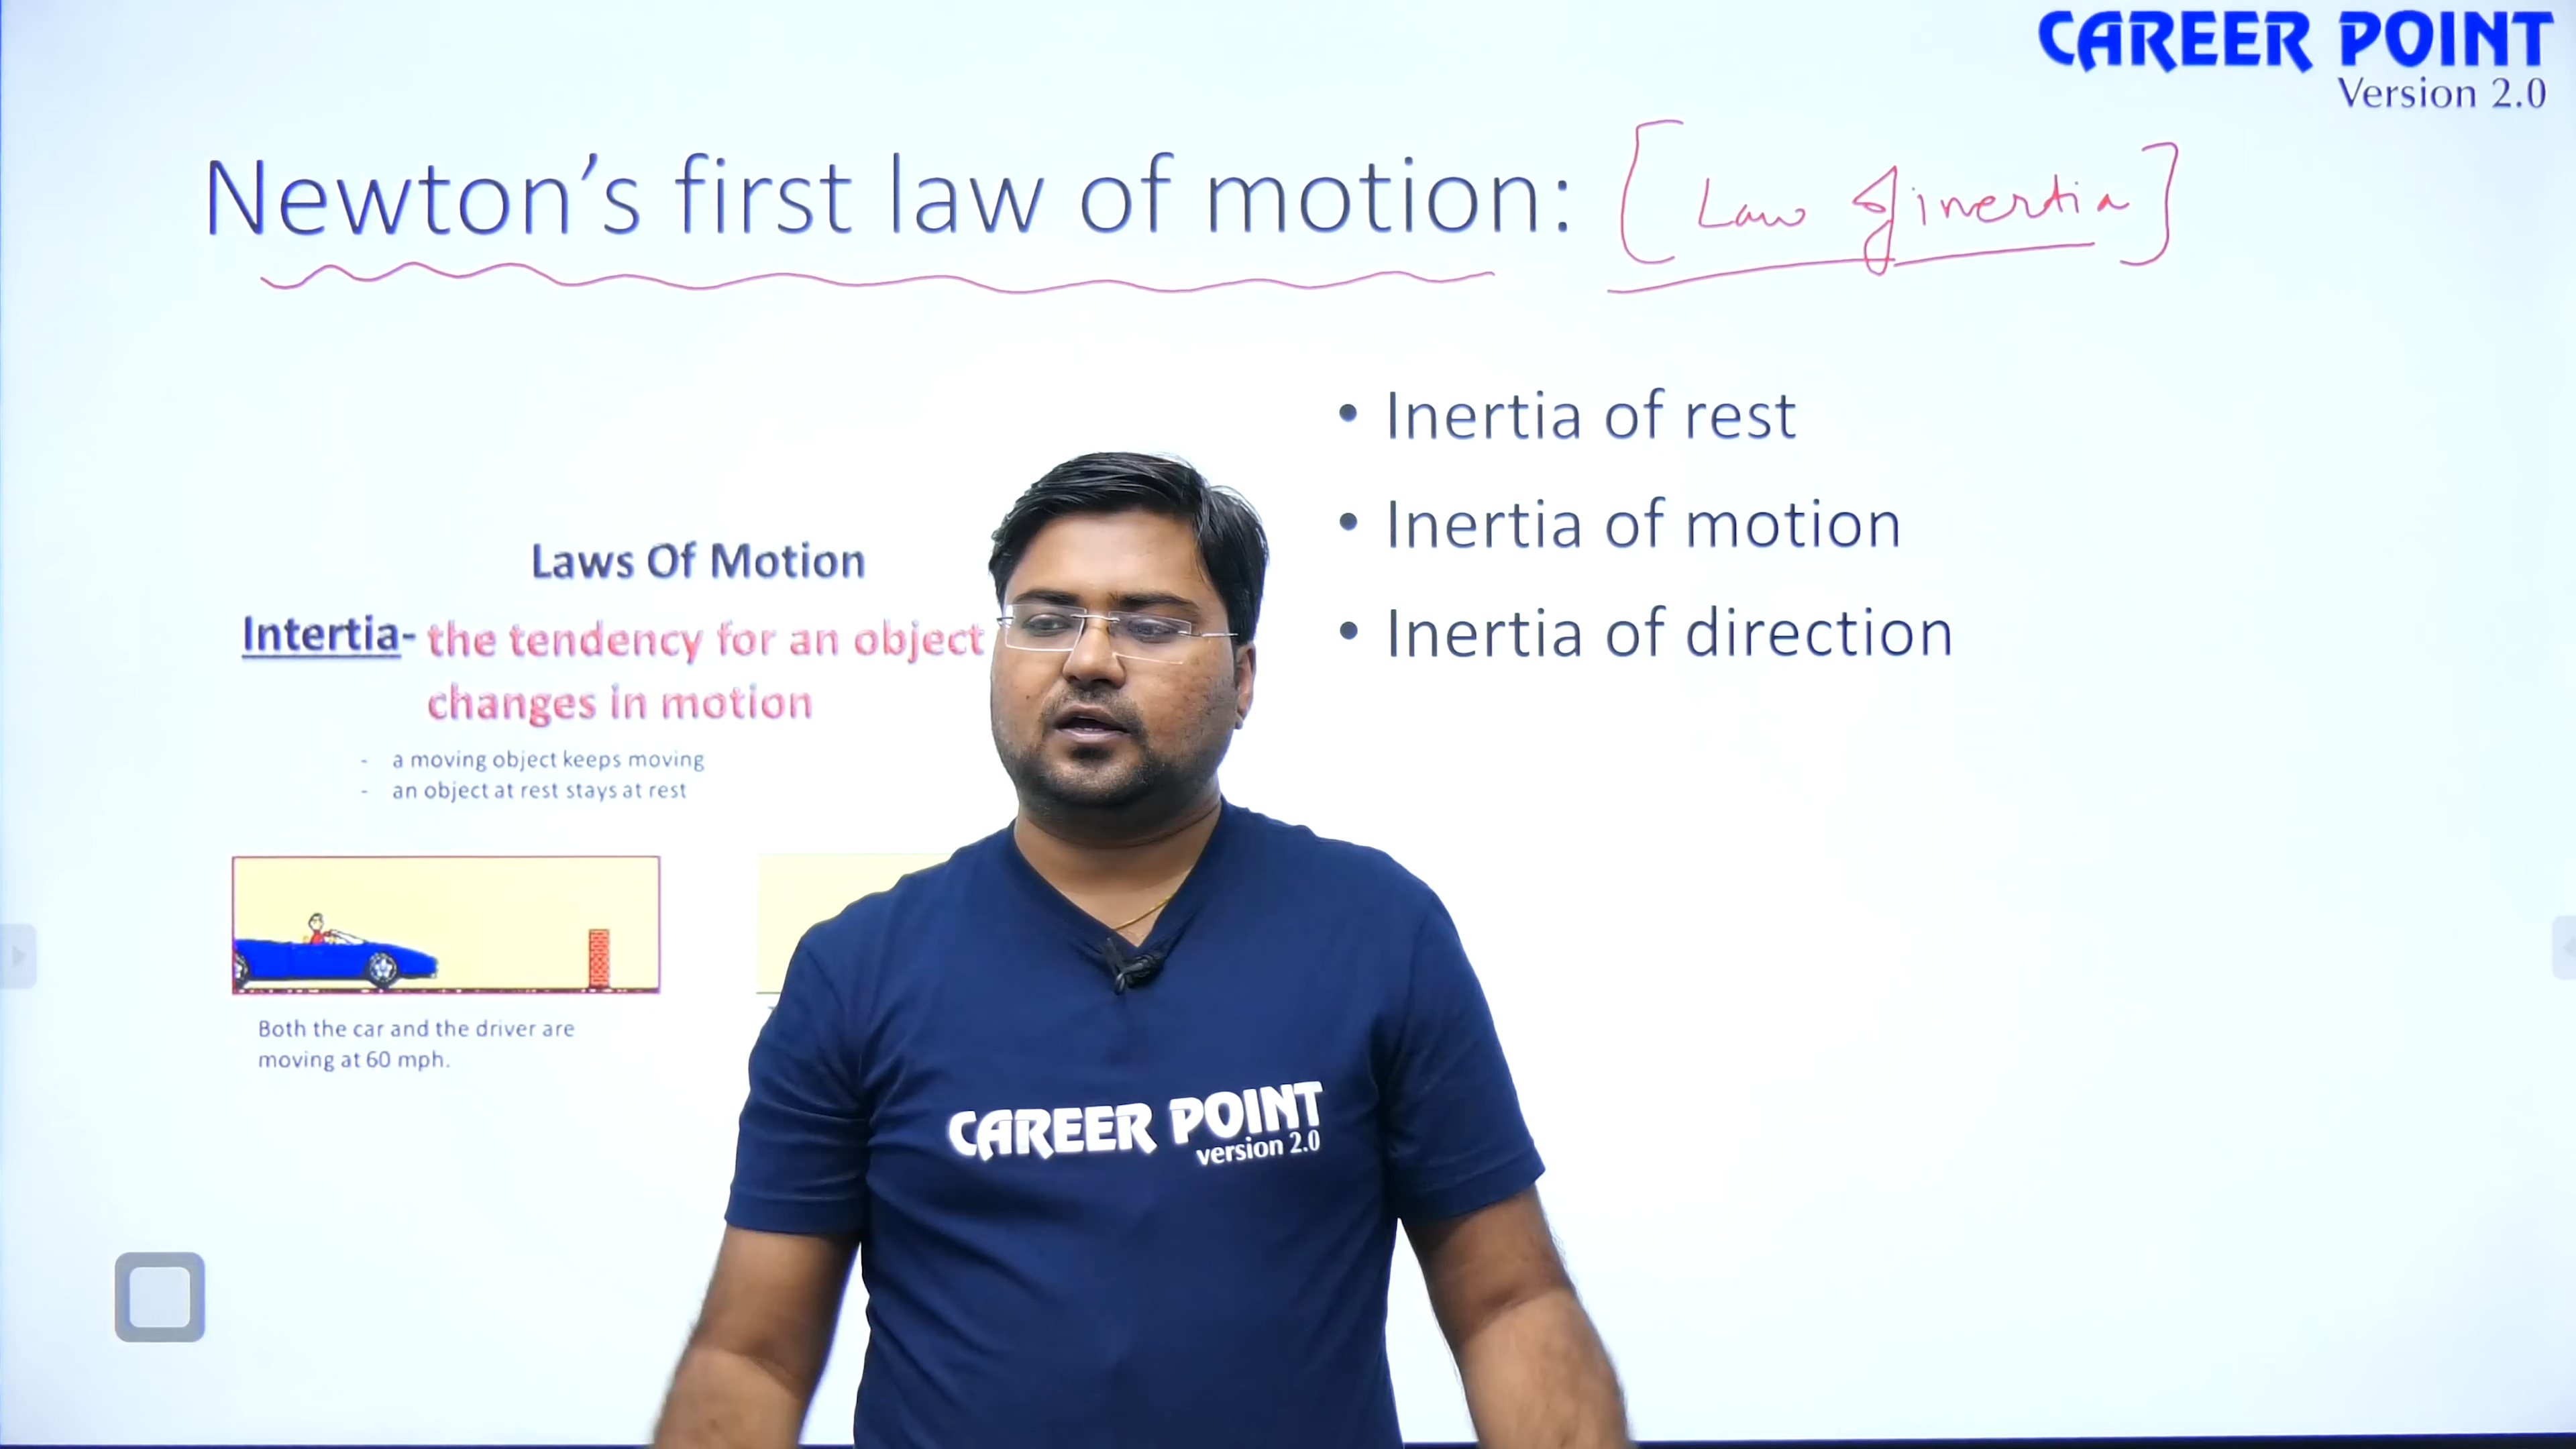 CAREER POINT
Version 2.0
Newton's first law of motion: [Law of inertia]
• Inertia of rest
• Inertia of motion
• Inertia of direction
Laws Of Motion
Intertia- the tendency for an object
changes in motion
- a moving object keeps moving
- an object at rest stays at rest
Both the car and the driver are
moving at 60 mph.
CAREER POINT
version 2.0